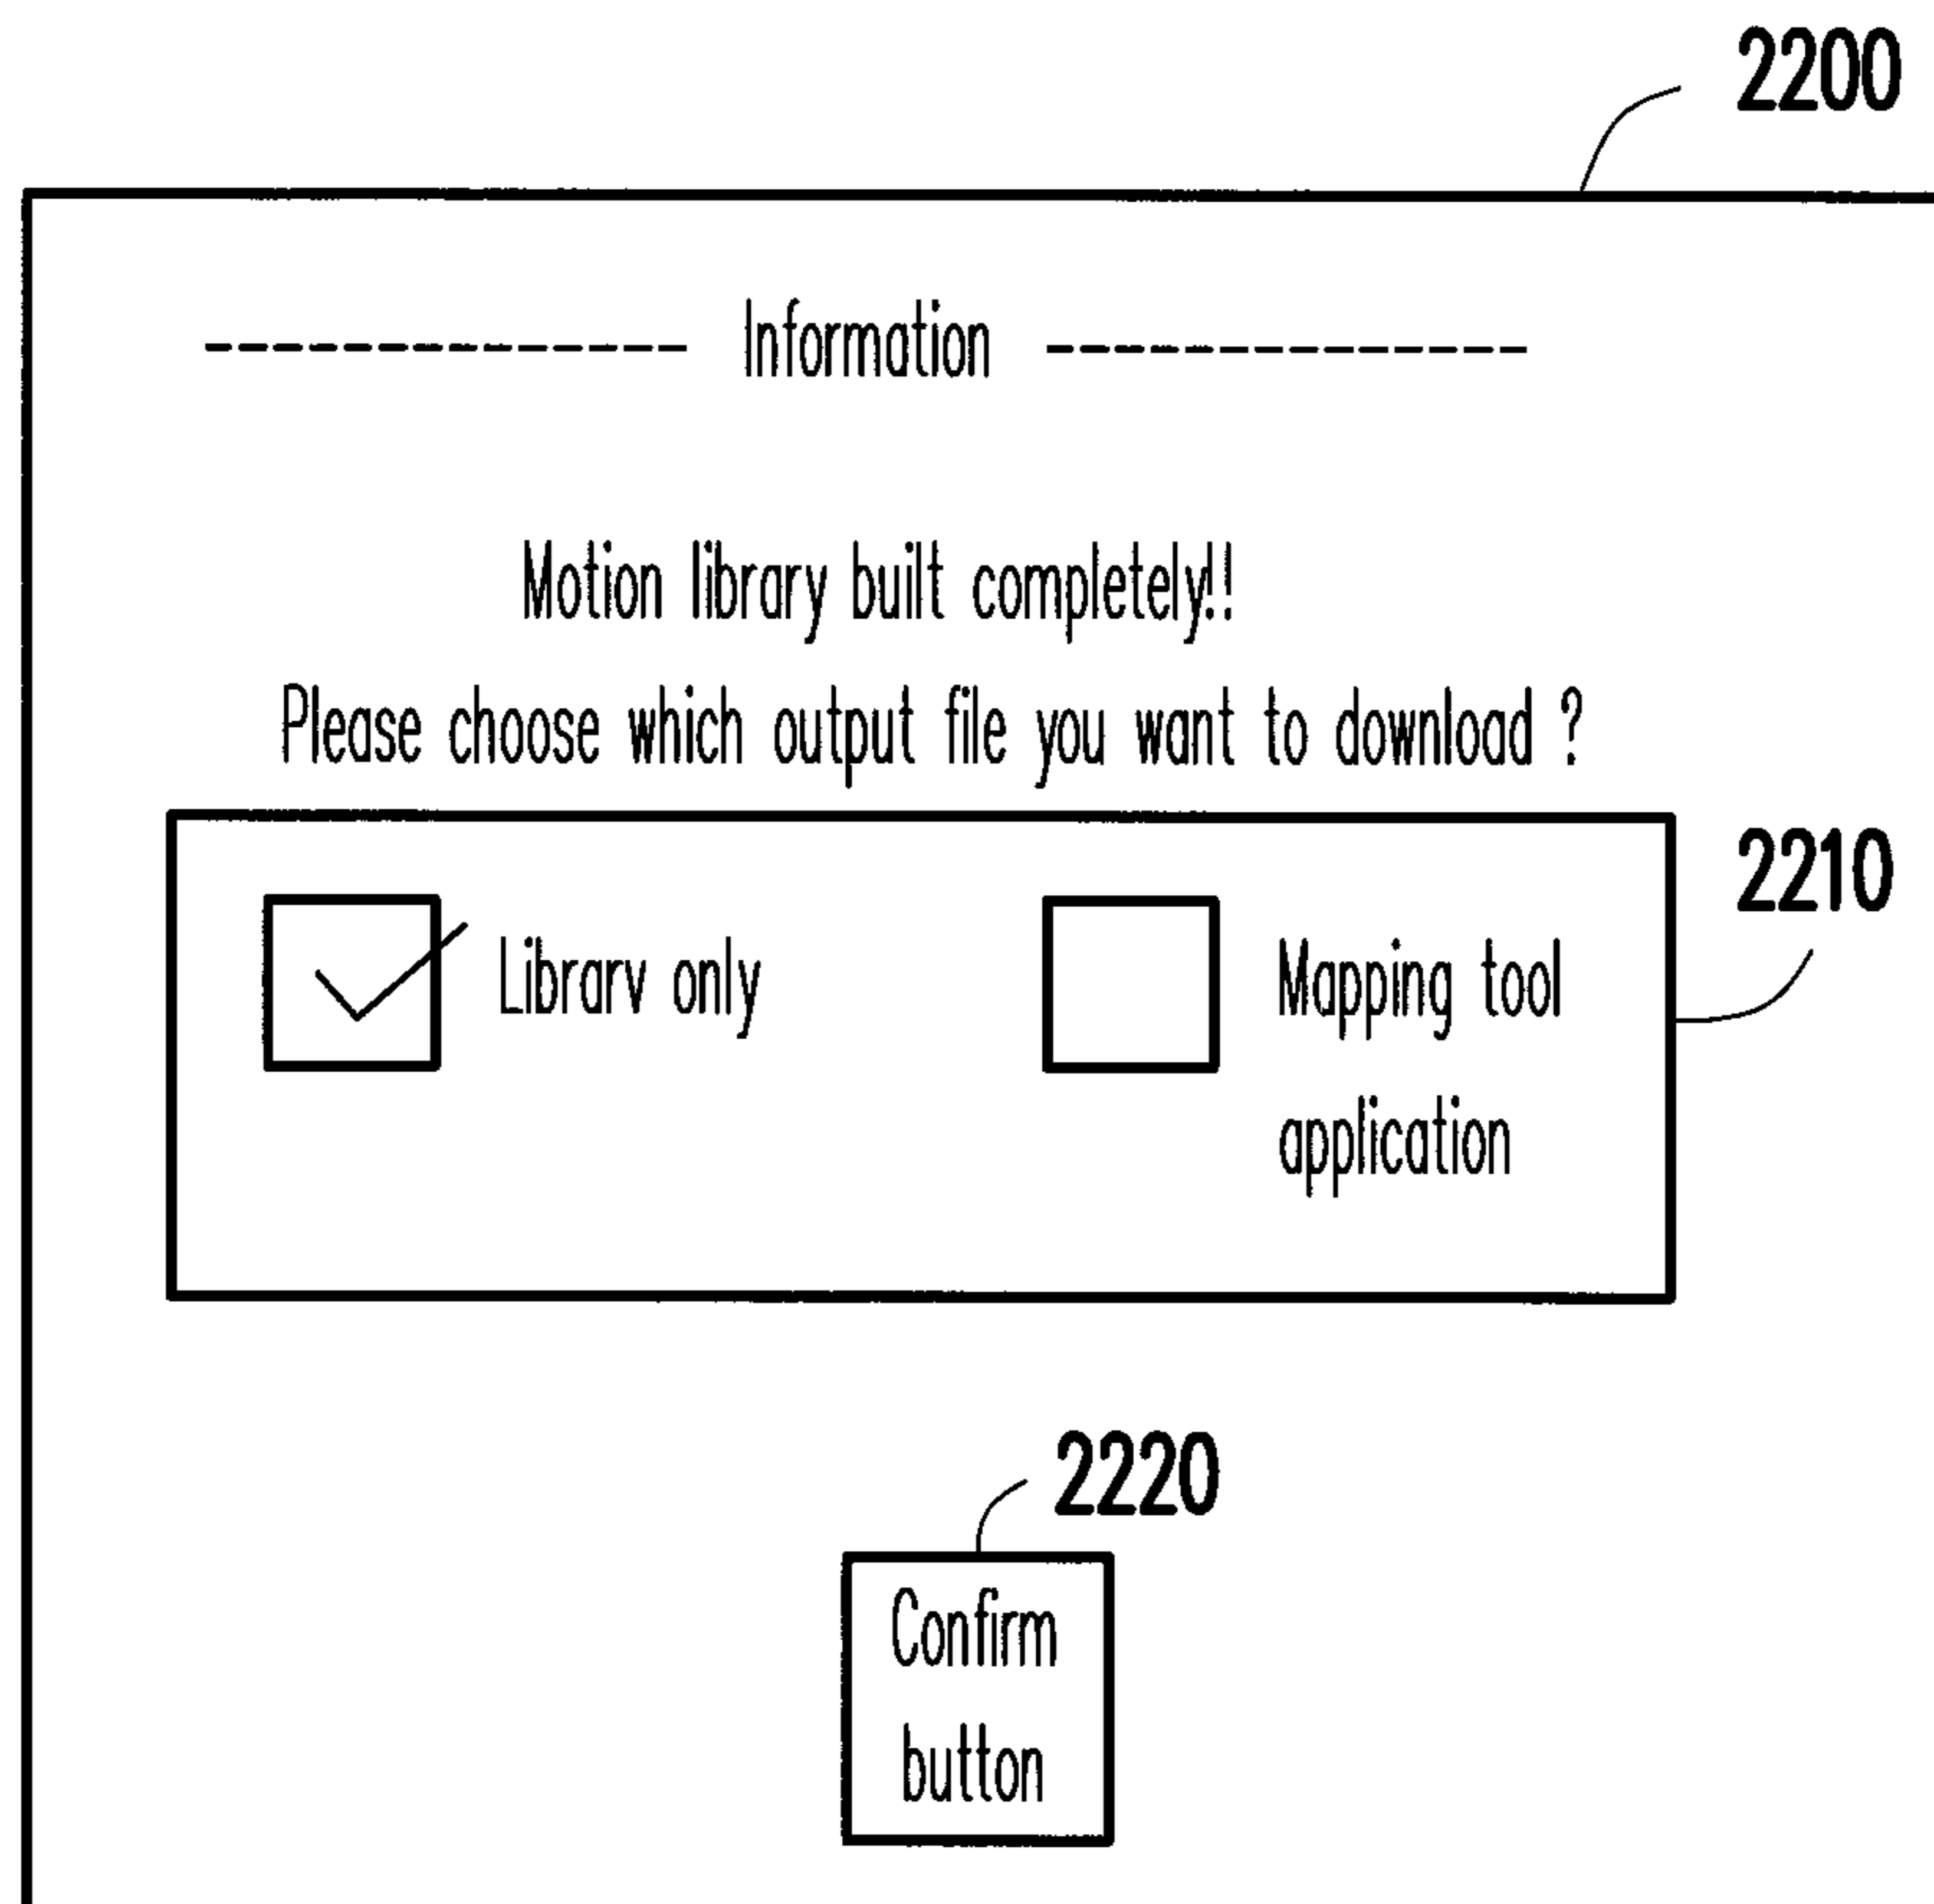 2200
Information
Motion library built completely!!
Please choose which output file you want to download ?
2210
Library only
Mapping tool
application
2220
Confirm
button